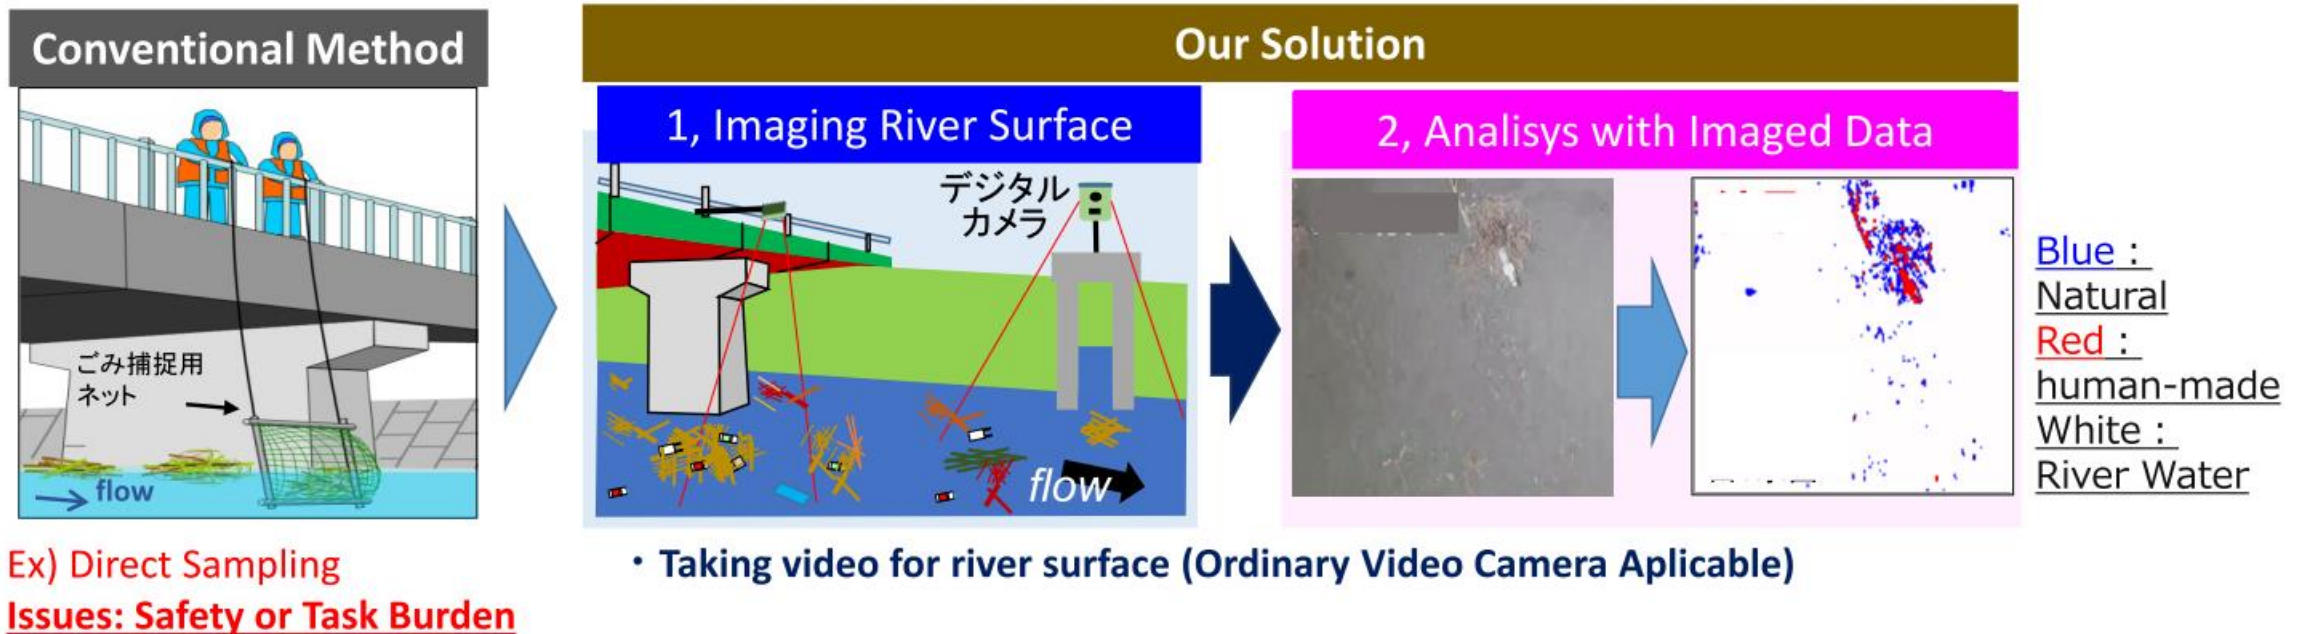 Conventional Method
ごみ捕捉用
ネット
flow
Ex) Direct Sampling
Issues: Safety or Task Burden
Our Solution
1, Imaging River Surface
デジタル
カメラ
flow
2, Analisys with Imaged Data
Blue :
Natural
Red :
human-made
White :
River Water
・Taking video for river surface (Ordinary Video Camera Aplicable)